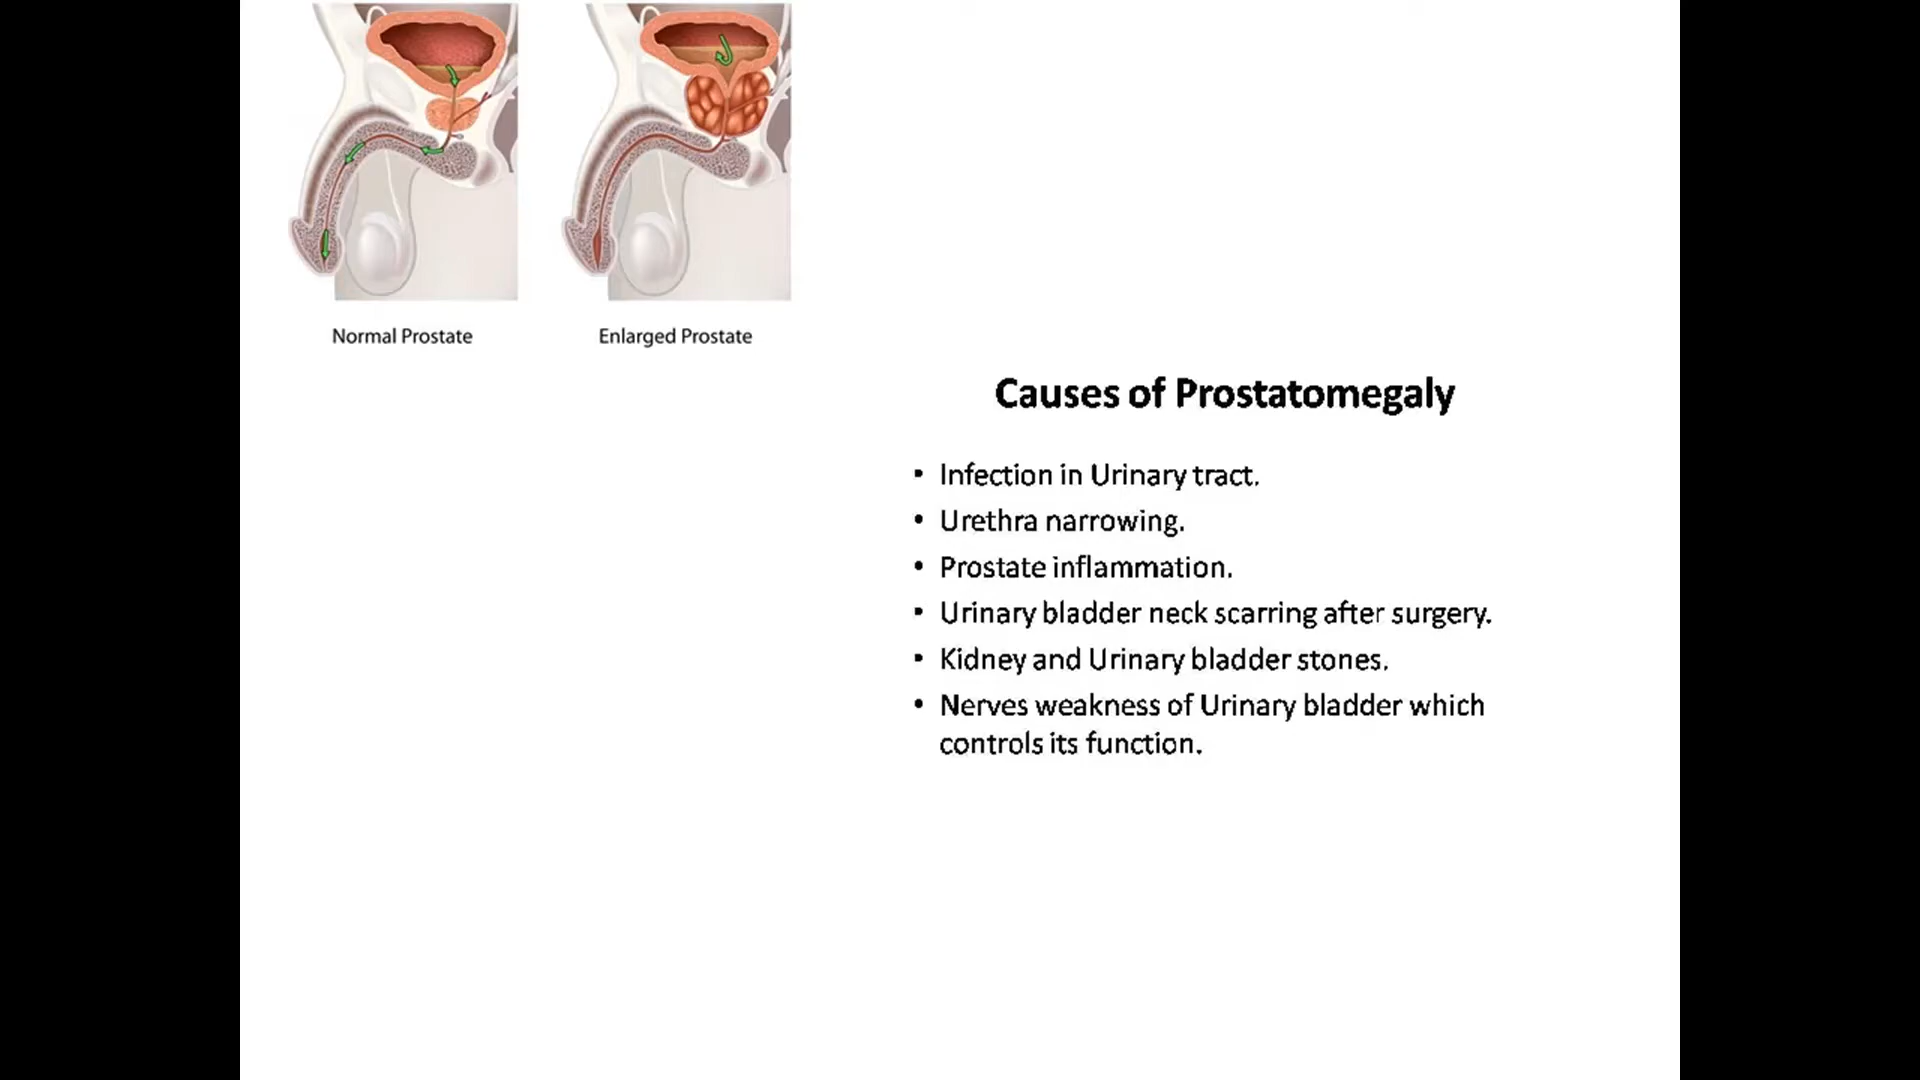 Normal Prostate
Enlarged Prostate
Causes of Prostatomegaly
• Infection in Urinary tract.
• Urethra narrowing.
• Prostate inflammation.
• Urinary bladder neck scarring after surgery.
• Kidney and Urinary bladder stones.
• Nerves weakness of Urinary bladder which
controls its function.